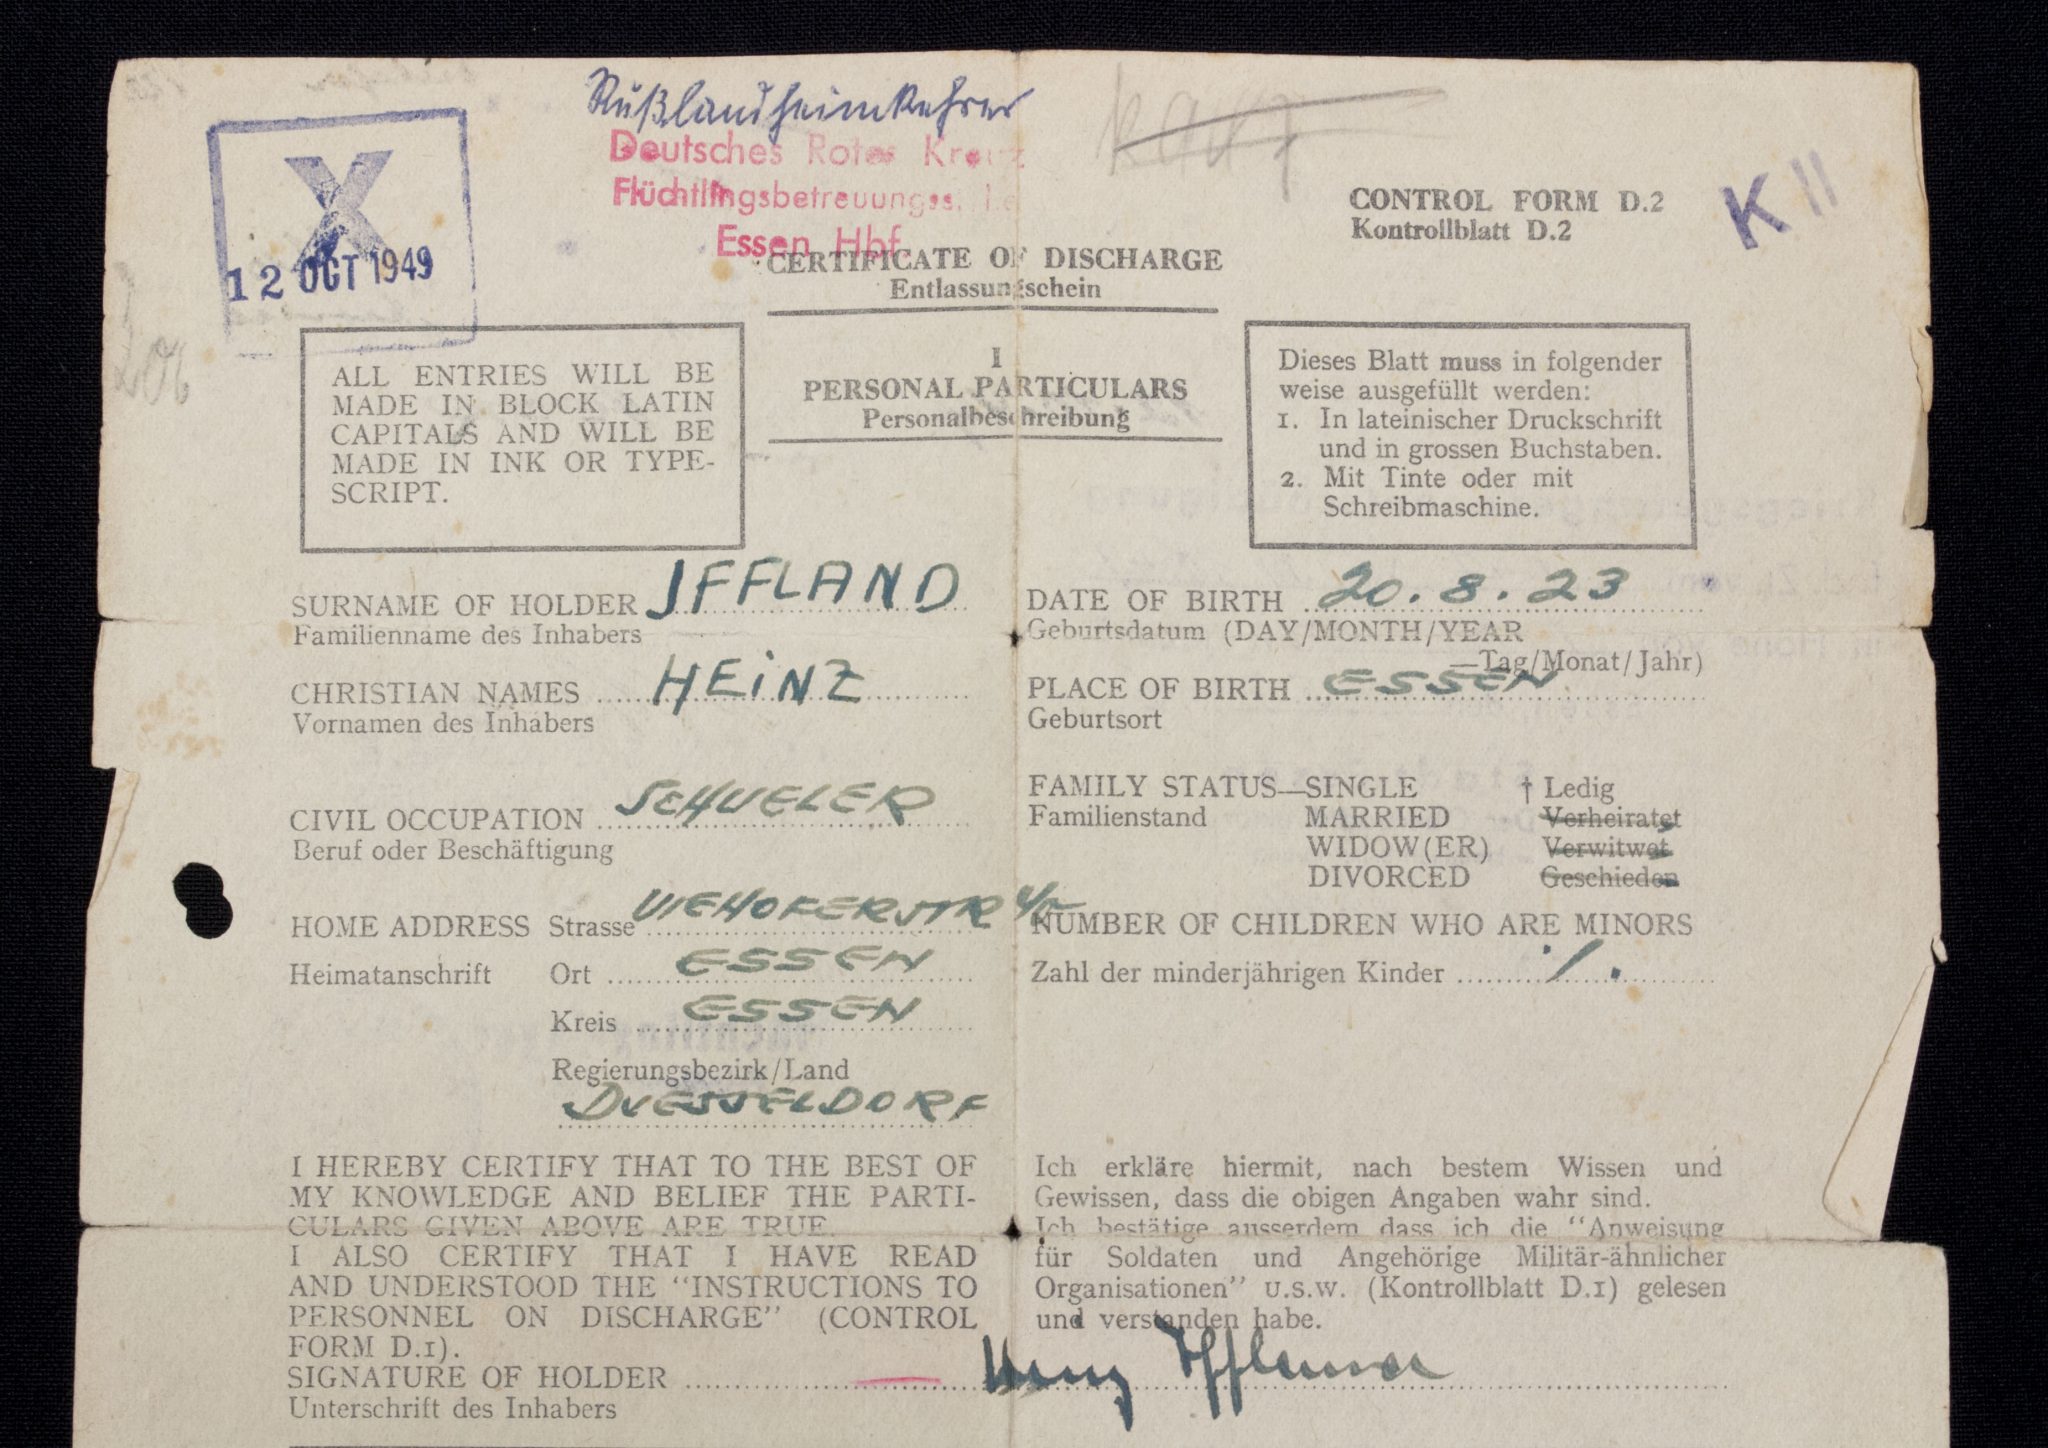 Rußlandheimkehrer
Deutsches Rotes Kreuz
Flüchtlingsbetreuungsstelle
Essen Hbf.
X
12 OCT 1949
CONTROL FORM D.2
Kontrollblatt D.2
K II
CERTIFICATE OF DISCHARGE
Entlassungschein
ALL ENTRIES WILL BE
MADE IN BLOCK LATIN
CAPITALS AND WILL BE
MADE IN INK OR TYPE-
SCRIPT.
I
PERSONAL PARTICULARS
Personalbeschreibung
Dieses Blatt muss in folgender
weise ausgefüllt werden:
1. In lateinischer Druckschrift
und in grossen Buchstaben.
2. Mit Tinte oder mit
Schreibmaschine.
SURNAME OF HOLDER JFFLAND
Familienname des Inhabers
CHRISTIAN NAMES HEiNZ
Vornamen des Inhabers
CIVIL OCCUPATION SCHUELER
Beruf oder Beschäftigung
HOME ADDRESS Strasse VIEHOFERSTR
Heimatanschrift Ort ESSEN
Kreis ESSEN
Regierungsbezirk/Land
DUESSELDORF
DATE OF BIRTH 20.8.23
Geburtsdatum (DAY/MONTH/YEAR
—Tag/Monat/Jahr)
PLACE OF BIRTH ESSEN
Geburtsort
FAMILY STATUS—SINGLE † Ledig
Familienstand MARRIED Verheiratet
WIDOW(ER) Verwitwet
DIVORCED Geschieden
NUMBER OF CHILDREN WHO ARE MINORS
Zahl der minderjährigen Kinder ./.
I HEREBY CERTIFY THAT TO THE BEST OF
MY KNOWLEDGE AND BELIEF THE PARTI-
CULARS GIVEN ABOVE ARE TRUE.
I ALSO CERTIFY THAT I HAVE READ
AND UNDERSTOOD THE "INSTRUCTIONS TO
PERSONNEL ON DISCHARGE" (CONTROL
FORM D.1).
Ich erkläre hiermit, nach bestem Wissen und
Gewissen, dass die obigen Angaben wahr sind.
Ich bestätige ausserdem dass ich die "Anweisung
für Soldaten und Angehörige Militär-ähnlicher
Organisationen" U.S.W. (Kontrollblatt D.1) gelesen
und verstanden habe.
SIGNATURE OF HOLDER Heinz Iffland
Unterschrift des Inhabers